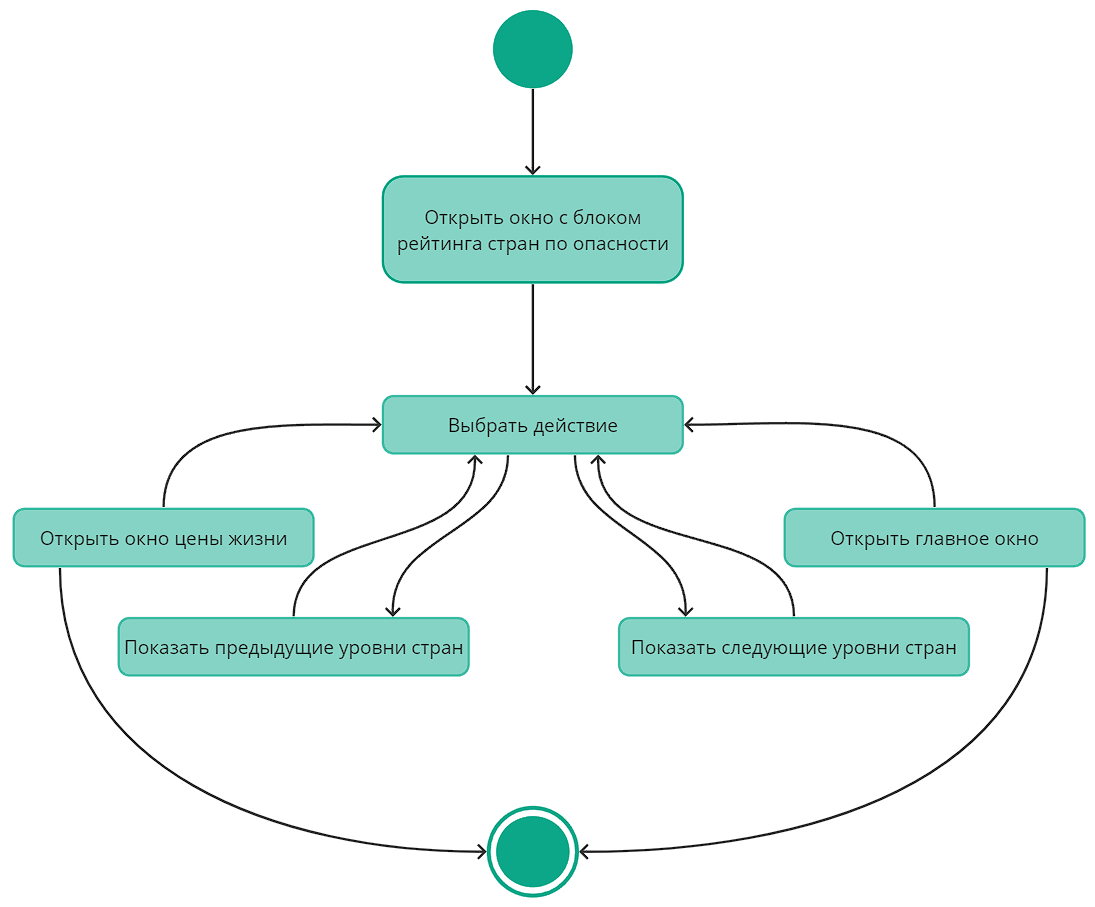 Открыть окно с блоком
рейтинга стран по опасности
Выбрать действие
Открыть окно цены жизни
Открыть главное окно
Показать предыдущие уровни стран
Показать следующие уровни стран